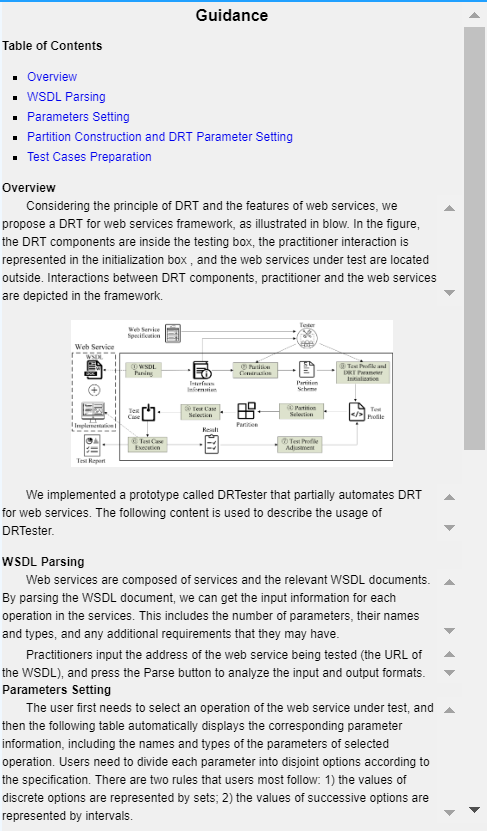 Guidance
Table of Contents
Overview
WSDL Parsing
Parameters Setting
Partition Construction and DRT Parameter Setting
Test Cases Preparation
Overview
Considering the principle of DRT and the features of web services, we
propose a DRT for web services framework, as illustrated in blow. In the figure,
the DRT components are inside the testing box, the practitioner interaction is
represented in the initialization box , and the web services under test are located
outside. Interactions between DRT components, practitioner and the web services
are depicted in the framework.
Web Service
Specification
Tester
Web Service
WSDL
① WSDL
Parsing
Interfaces
Information
② Partition
Construction
Partition
Scheme
③ Test Profile and
DRT Parameter
Initialization
Implementation
Test
Case
⑤ Test Case
Selection
Partition
④ Partition
Selection
Test
Profile
Test Report
⑥ Test Case
Execution
Result
⑦ Test Profile
Adjustment
We implemented a prototype called DRTester that partially automates DRT
for web services. The following content is used to describe the usage of
DRTester.
WSDL Parsing
Web services are composed of services and the relevant WSDL documents.
By parsing the WSDL document, we can get the input information for each
operation in the services. This includes the number of parameters, their names
and types, and any additional requirements that they may have.
Practitioners input the address of the web service being tested (the URL of
the WSDL), and press the Parse button to analyze the input and output formats.
Parameters Setting
The user first needs to select an operation of the web service under test, and
then the following table automatically displays the corresponding parameter
information, including the names and types of the parameters of selected
operation. Users need to divide each parameter into disjoint options according to
the specification. There are two rules that users most follow: 1) the values of
discrete options are represented by sets; 2) the values of successive options are
represented by intervals.